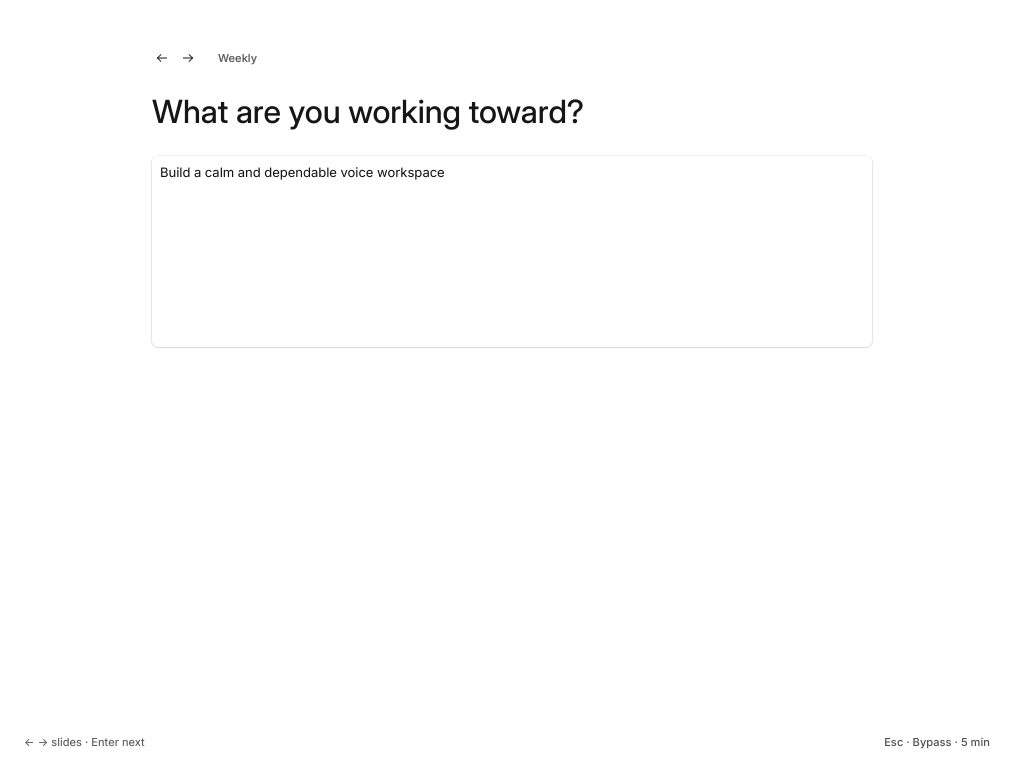 ← → Weekly
What are you working toward?
Build a calm and dependable voice workspace
← → slides · Enter next
Esc · Bypass · 5 min